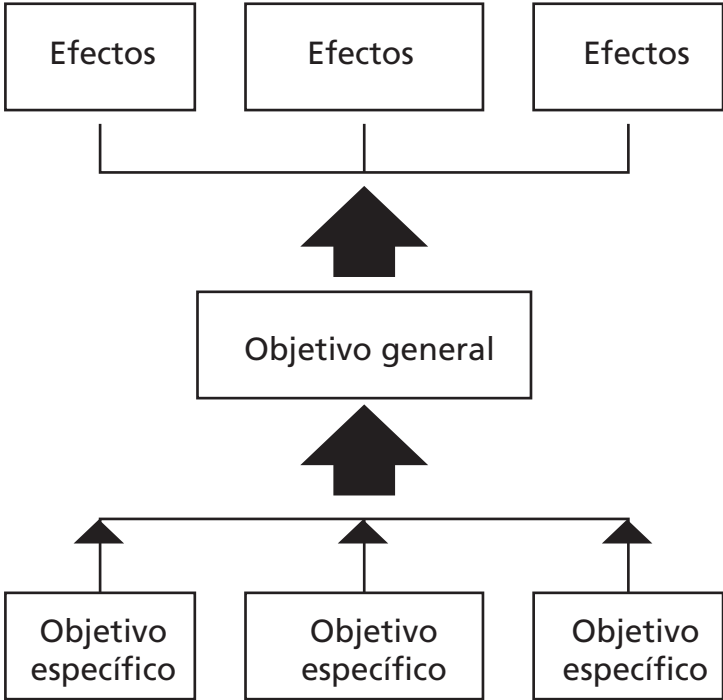 Efectos
Efectos
Efectos
Objetivo general
Objetivo
específico
Objetivo
específico
Objetivo
específico